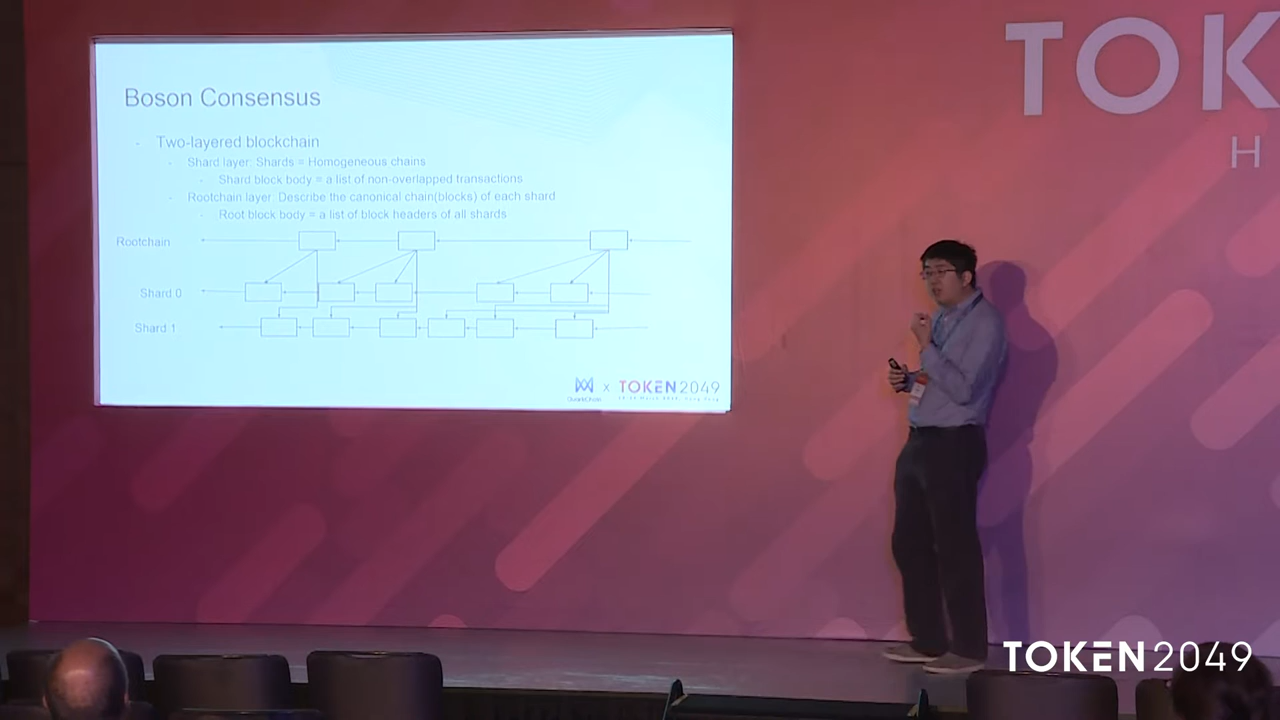 TOK
H
Boson Consensus
- Two-layered blockchain
- Shard layer: Shards = Homogeneous chains
- Shard block body = a list of non-overlapped transactions
- Rootchain layer: Describe the canonical chain(blocks) of each shard
- Root block body = a list of block headers of all shards
Rootchain
Shard 0
Shard 1
QuarkChain x TOKEN2049
TOKEN2049